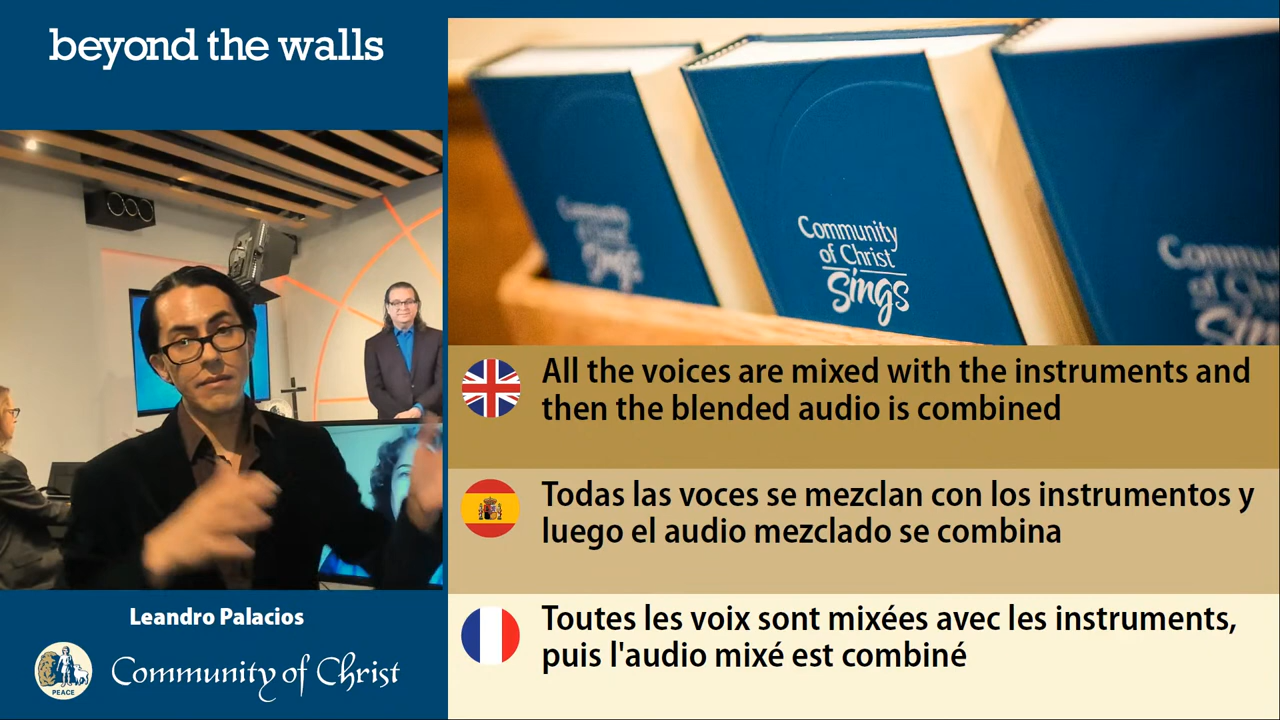 beyond the walls
Community
of Christ
Sings
Community
of Christ
Sings
All the voices are mixed with the instruments and
then the blended audio is combined
Todas las voces se mezclan con los instrumentos y
luego el audio mezclado se combina
Toutes les voix sont mixées avec les instruments,
puis l'audio mixé est combiné
Leandro Palacios
PEACE
Community of Christ